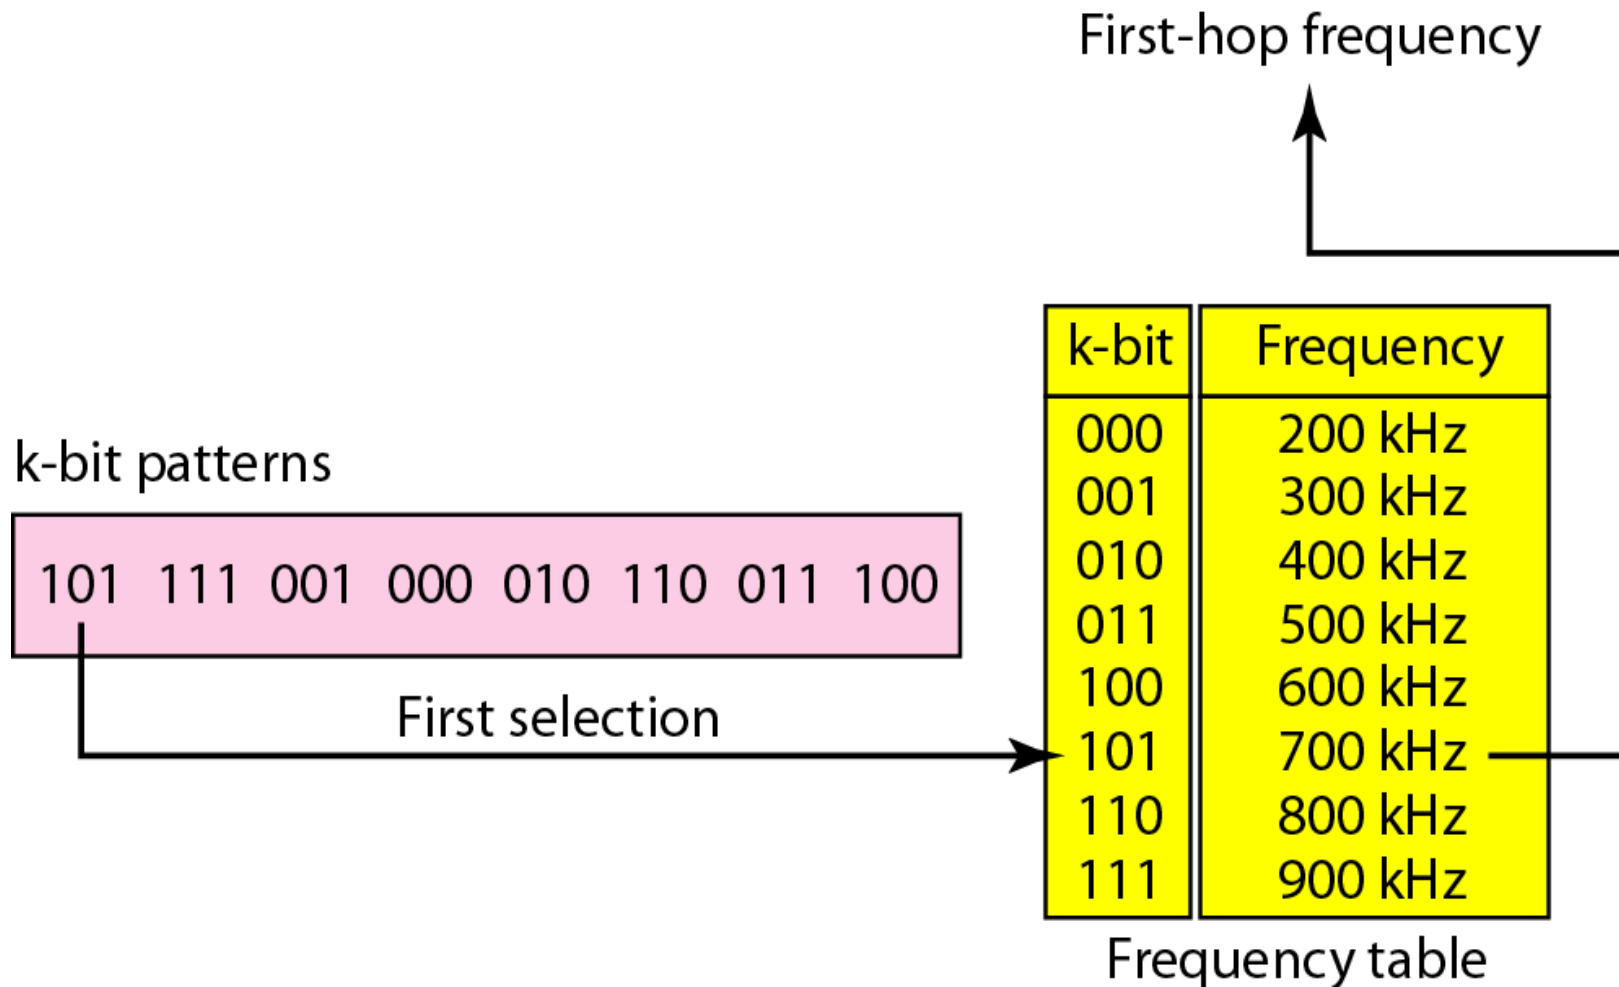 First-hop frequency
k-bit patterns
101 111 001 000 010 110 011 100
First selection
k-bit Frequency
000 200 kHz
001 300 kHz
010 400 kHz
011 500 kHz
100 600 kHz
101 700 kHz
110 800 kHz
111 900 kHz
Frequency table